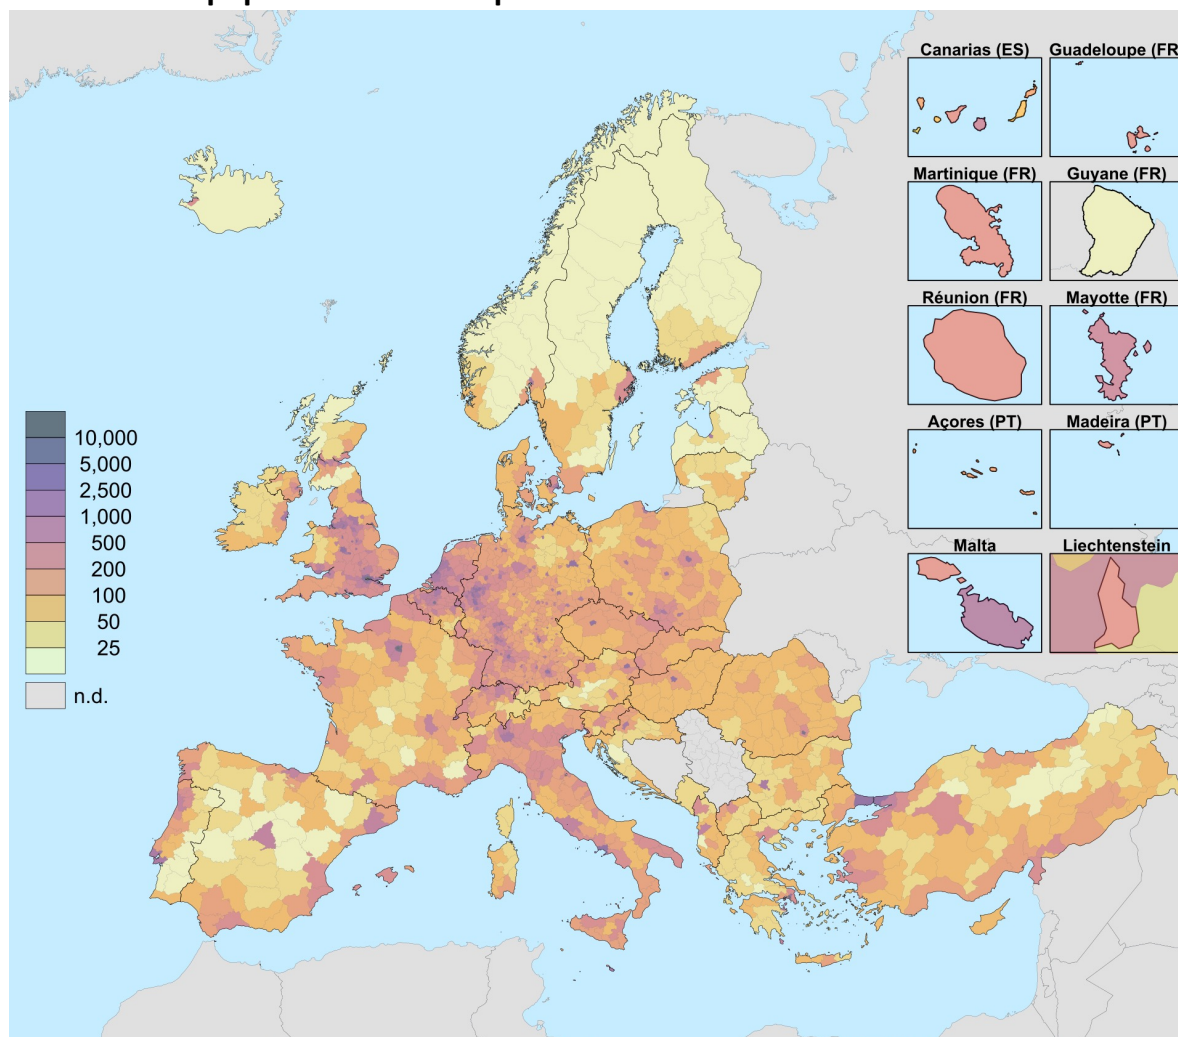 Canarias (ES)
Guadeloupe (FR
Martinique (FR)
Guyane (FR)
Réunion (FR)
Mayotte (FR)
Açores (PT)
Madeira (PT)
Malta
Liechtenstein
10,000
5,000
2,500
1,000
500
200
100
50
25
n.d.